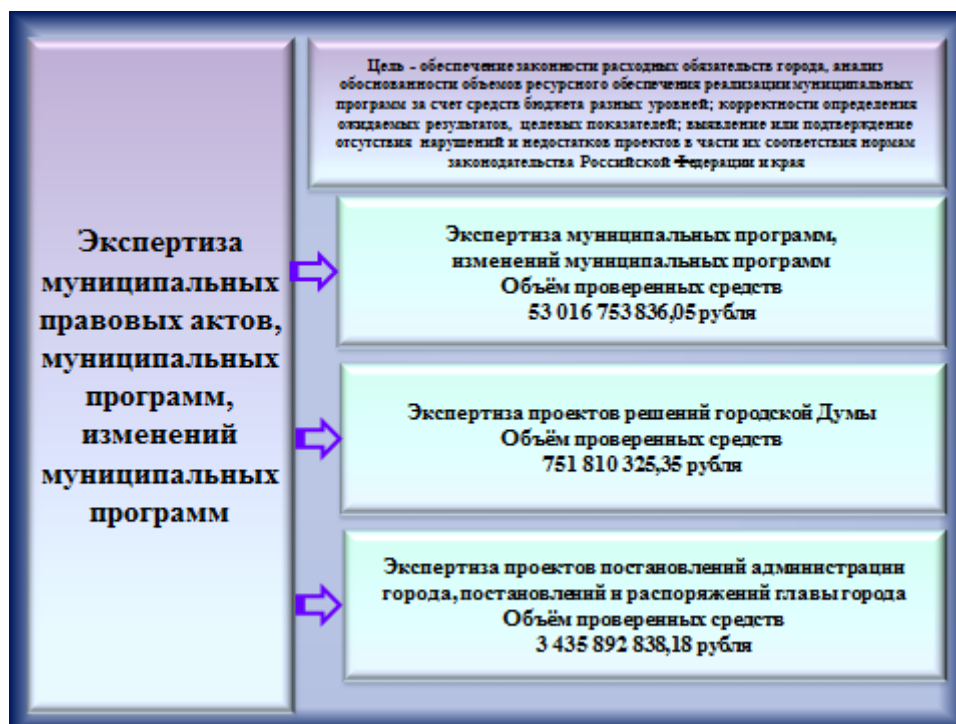 Экспертиза
муниципальных
правовых актов,
муниципальных
программ,
изменений
муниципальных
программ
Цель - обеспечение законности расходных обязательств города, анализ
обоснованности объемов ресурсного обеспечения реализации муниципальных
программ за счет средств бюджета разных уровней; корректности определения
ожидаемых результатов, целевых показателей; выявление или подтверждение
отсутствия нарушений и недостатков проектов в части их соответствия нормам
законодательства Российской Федерации и края
Экспертиза муниципальных программ,
изменений муниципальных программ
Объём проверенных средств
53 016 753 836,05 рубля
Экспертиза проектов решений городской Думы
Объём проверенных средств
751 810 325,35 рубля
Экспертиза проектов постановлений администрации
города, постановлений и распоряжений главы города
Объём проверенных средств
3 435 892 838,18 рубля